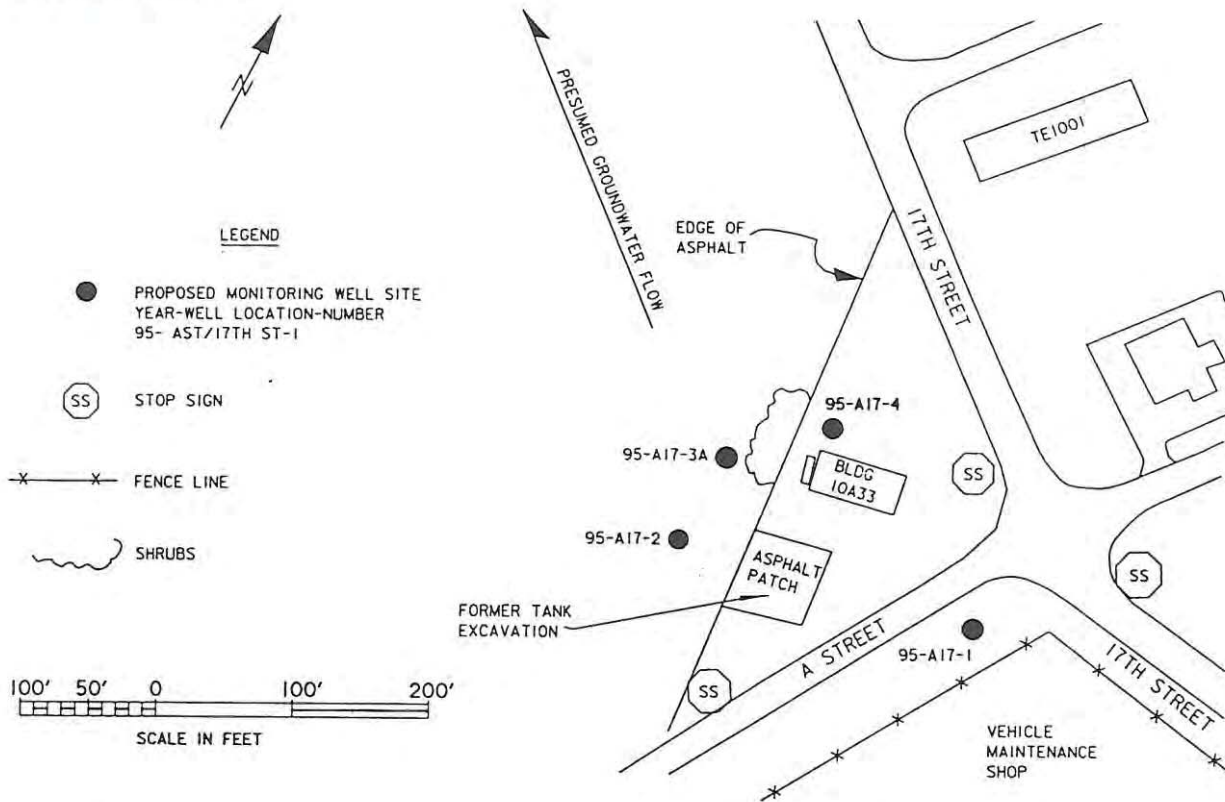 N
PRESUMED GROUNDWATER FLOW
LEGEND
PROPOSED MONITORING WELL SITE
YEAR-WELL LOCATION-NUMBER
95- AST/17TH ST-1
SS
STOP SIGN
X X FENCE LINE
SHRUBS
100' 50' 0 100' 200'
SCALE IN FEET
TE1001
EDGE OF
ASPHALT
17TH STREET
95-A17-4
95-A17-3A
BLDG
10A33
SS
95-A17-2
ASPHALT
PATCH
SS
FORMER TANK
EXCAVATION
A STREET
95-A17-1
17TH STREET
SS
VEHICLE
MAINTENANCE
SHOP